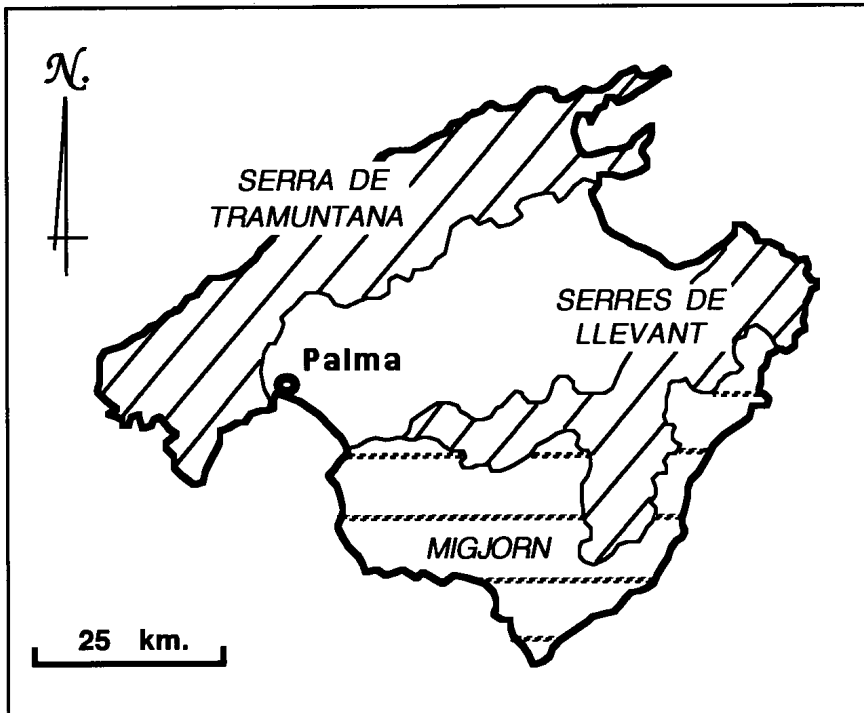 N.
SERRA DE
TRAMUNTANA
SERRES DE
LLEVANT
Palma
MIGJORN
25 km.